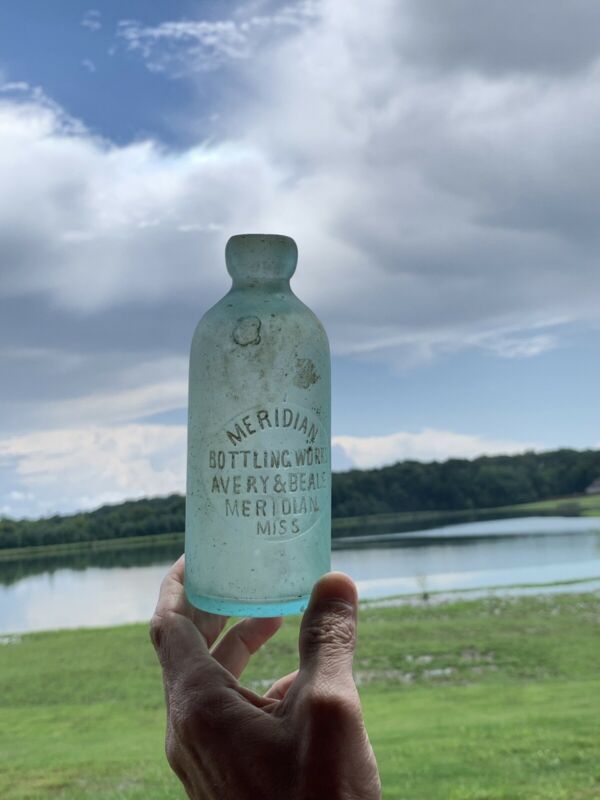 MERIDIAN
BOTTLING WORKS
AVERY & BEALE
MERIDIAN
MISS